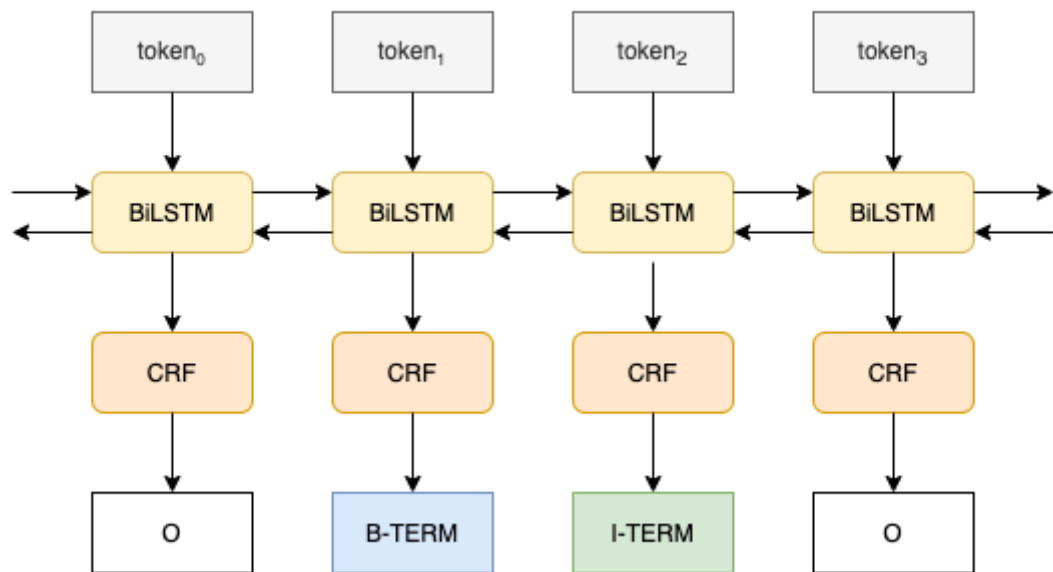 token₀ token₁ token₂ token₃
BiLSTM BiLSTM BiLSTM BiLSTM
CRF CRF CRF CRF
O B-TERM I-TERM O